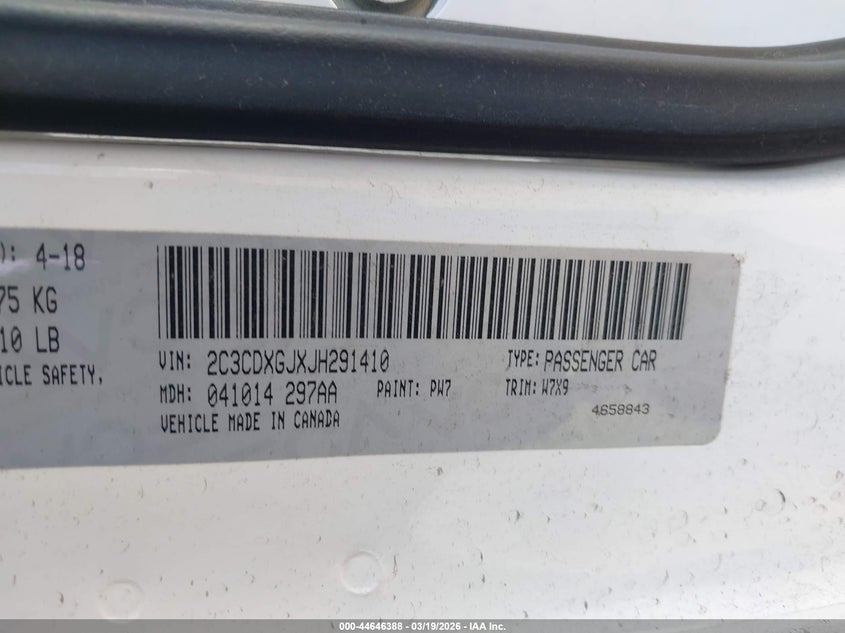 ): 4-18
75 KG
10 LB
ICLE SAFETY,
VIN: 2C3CDXGJXJH291410 TYPE: PASSENGER CAR
MDH: 041014 297AA PAINT: PW7 TRIM: W7X9
4658843
VEHICLE MADE IN CANADA
000-44646388 - 03/19/2026 - IAA Inc.